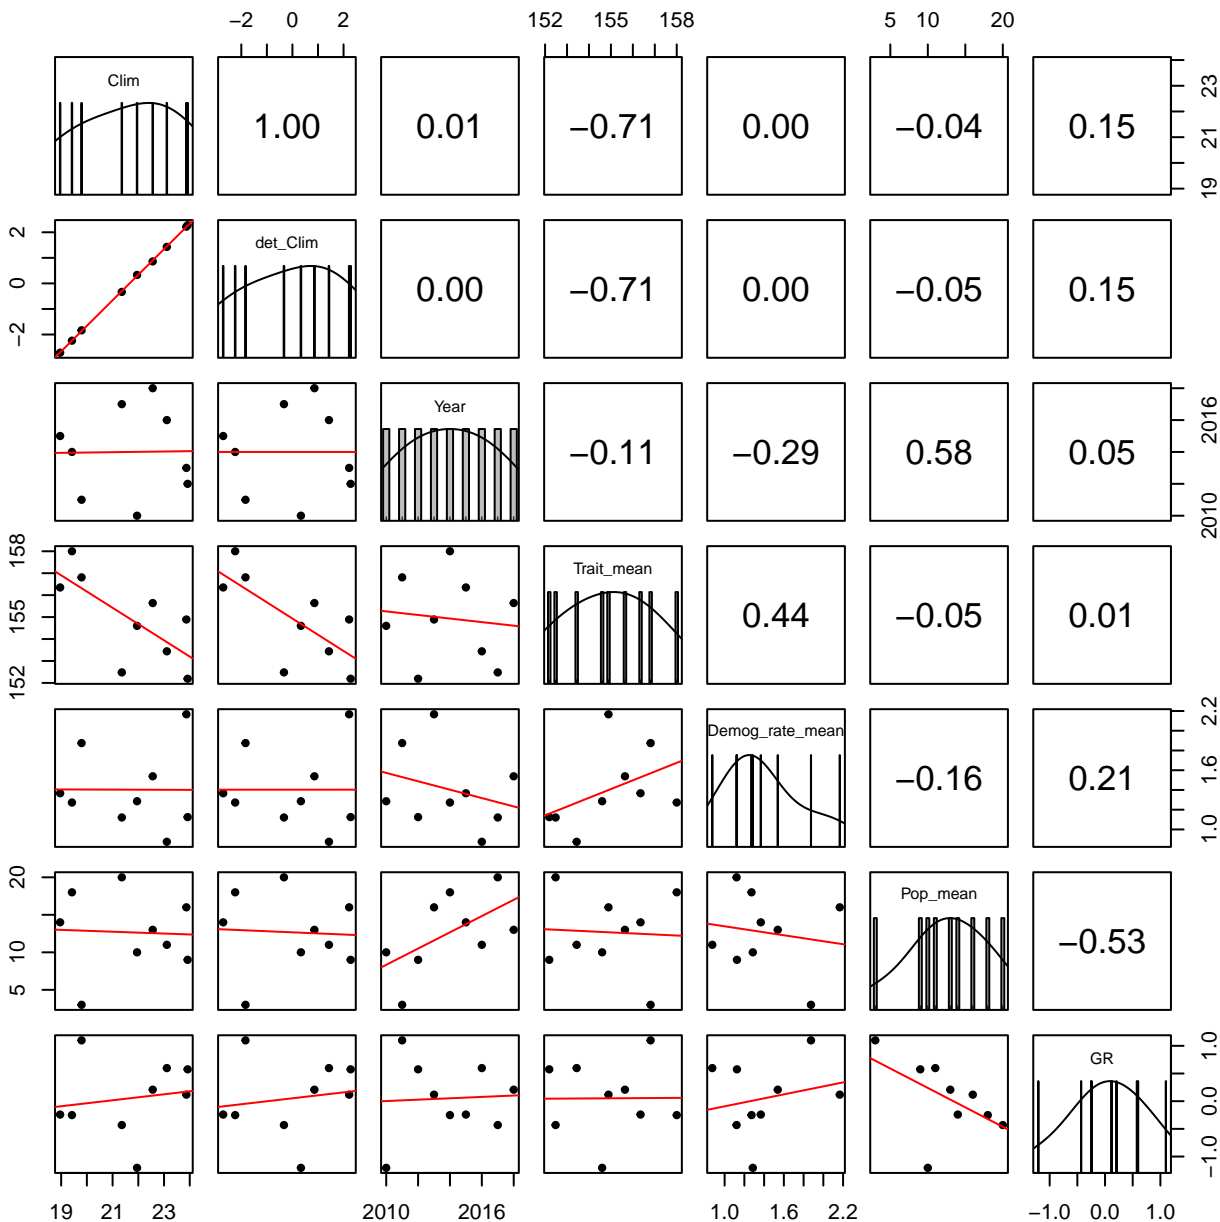 −2 0 2 152 155 158 5 10 20
Clim 1.00 0.01 −0.71 0.00 −0.04 0.15 19 21 23
−2 0 2 det_Clim 0.00 −0.71 0.00 −0.05 0.15
Year −0.11 −0.29 0.58 0.05 2010 2016
152 155 158 Trait_mean 0.44 −0.05 0.01
Demog_rate_mean −0.16 0.21 1.0 1.6 2.2
5 10 20 Pop_mean −0.53
GR −1.0 0.0 1.0
19 21 23 2010 2016 1.0 1.6 2.2 −1.0 0.0 1.0